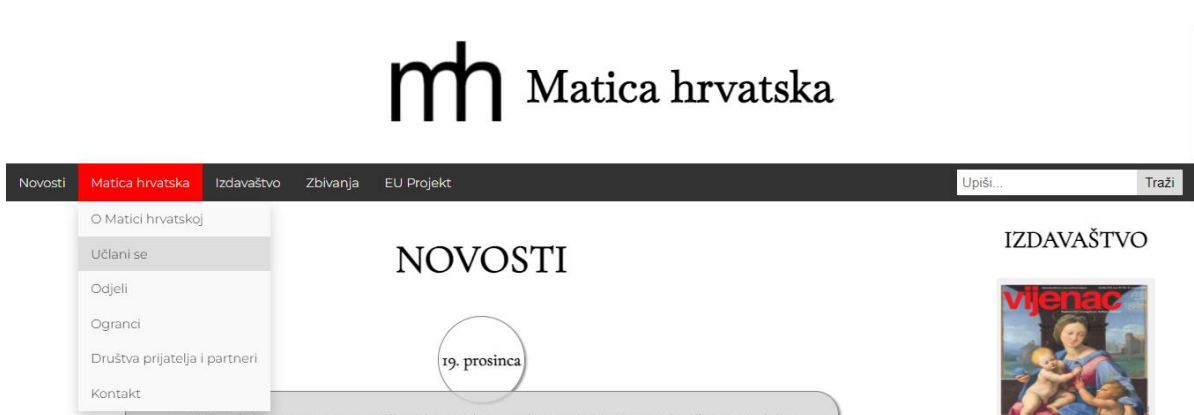 mh Matica hrvatska
Novosti Matica hrvatska Izdavaštvo Zbivanja EU Projekt Upiši... Traži
O Matici hrvatskoj
Učlani se
Odjeli
Ogranci
Društva prijatelja i partneri
Kontakt
NOVOSTI
19. prosinca
IZDAVAŠTVO
vijenac